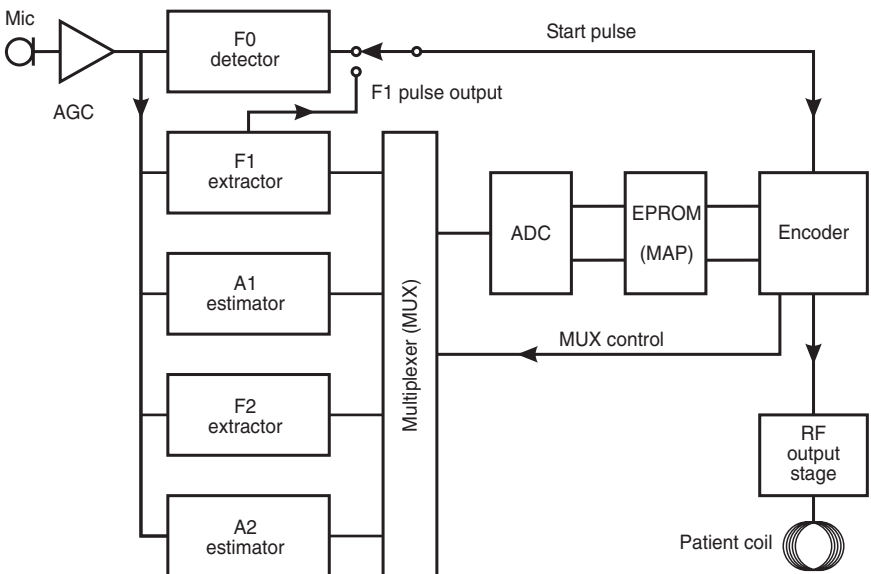 Mic
AGC
F0
detector
Start pulse
F1 pulse output
F1
extractor
A1
estimator
F2
extractor
A2
estimator
Multiplexer (MUX)
ADC
EPROM
(MAP)
Encoder
MUX control
RF
output
stage
Patient coil